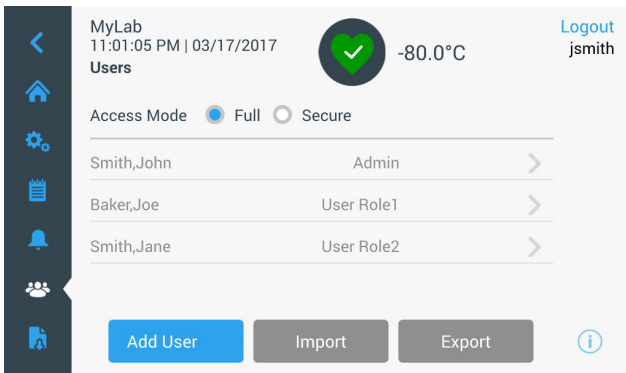 MyLab
11:01:05 PM | 03/17/2017
Users
-80.0°C
Logout
jsmith
Access Mode Full Secure
Smith,John Admin
Baker,Joe User Role1
Smith,Jane User Role2
Add User Import Export